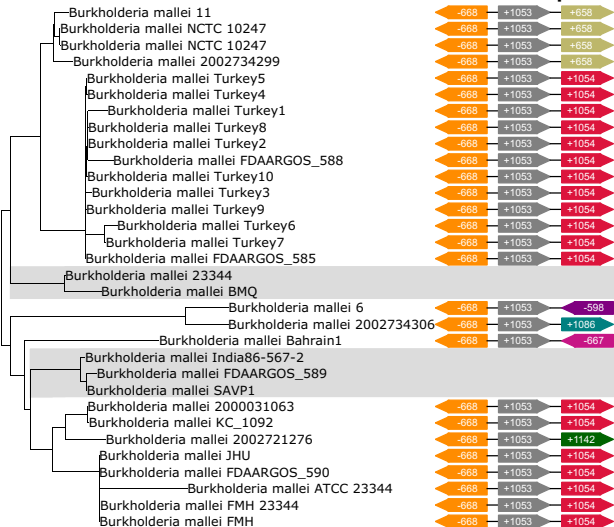 Burkholderia mallei 11 -668 +1053 +658
Burkholderia mallei NCTC 10247 -668 +1053 +658
Burkholderia mallei NCTC 10247 -668 +1053 +658
Burkholderia mallei 2002734299 -668 +1053 +658
Burkholderia mallei Turkey5 -668 +1053 +1054
Burkholderia mallei Turkey4 -668 +1053 +1054
Burkholderia mallei Turkey1 -668 +1053 +1054
Burkholderia mallei Turkey8 -668 +1053 +1054
Burkholderia mallei Turkey2 -668 +1053 +1054
Burkholderia mallei FDAARGOS_588 -668 +1053 +1054
Burkholderia mallei Turkey10 -668 +1053 +1054
Burkholderia mallei Turkey3 -668 +1053 +1054
Burkholderia mallei Turkey9 -668 +1053 +1054
Burkholderia mallei Turkey6 -668 +1053 +1054
Burkholderia mallei Turkey7 -668 +1053 +1054
Burkholderia mallei FDAARGOS_585 -668 +1053 +1054
Burkholderia mallei 23344
Burkholderia mallei BMQ
Burkholderia mallei 6 -668 +1053 -598
Burkholderia mallei 2002734306 -668 +1053 +1086
Burkholderia mallei Bahrain1 -668 +1053 -667
Burkholderia mallei India86-567-2
Burkholderia mallei FDAARGOS_589
Burkholderia mallei SAVP1
Burkholderia mallei 2000031063 -668 +1053 +1054
Burkholderia mallei KC_1092 -668 +1053 +1054
Burkholderia mallei 2002721276 -668 +1053 +1142
Burkholderia mallei JHU -668 +1053 +1054
Burkholderia mallei FDAARGOS_590 -668 +1053 +1054
Burkholderia mallei ATCC 23344 -668 +1053 +1054
Burkholderia mallei FMH 23344 -668 +1053 +1054
Burkholderia mallei FMH -668 +1053 +1054